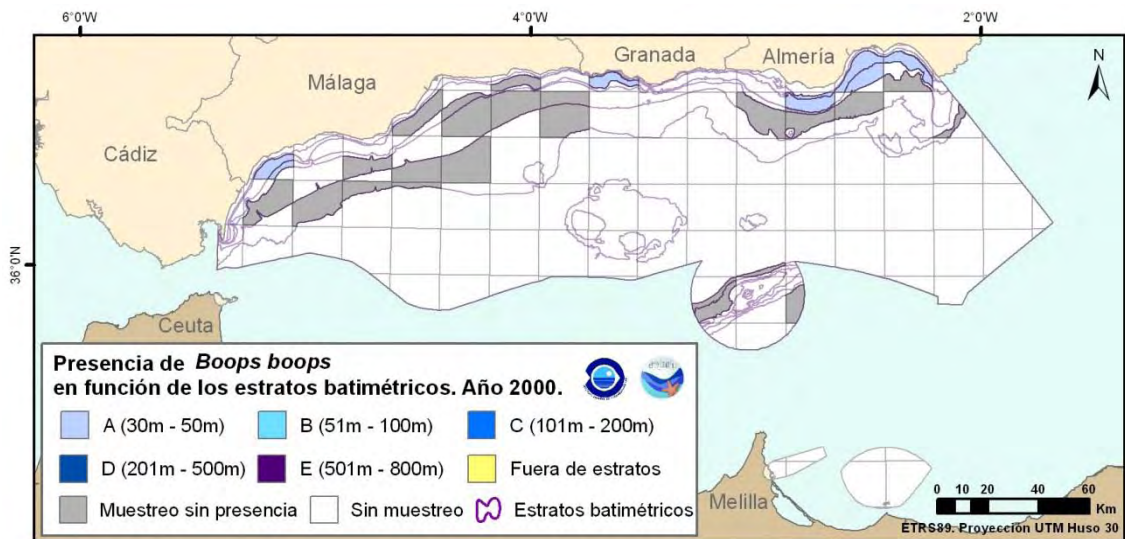 6°0'W 4°0'W 2°0'W
Granada Almería
N
Málaga
Cádiz
36°0'N
Ceuta
Presencia de Boops boops
en función de los estratos batimétricos. Año 2000.
A (30m - 50m) B (51m - 100m) C (101m - 200m)
D (201m - 500m) E (501m - 800m) Fuera de estratos
Muestreo sin presencia Sin muestreo Estratos batimétricos
Melilla
0 10 20 40 60
Km
ETRS89. Proyección UTM Huso 30